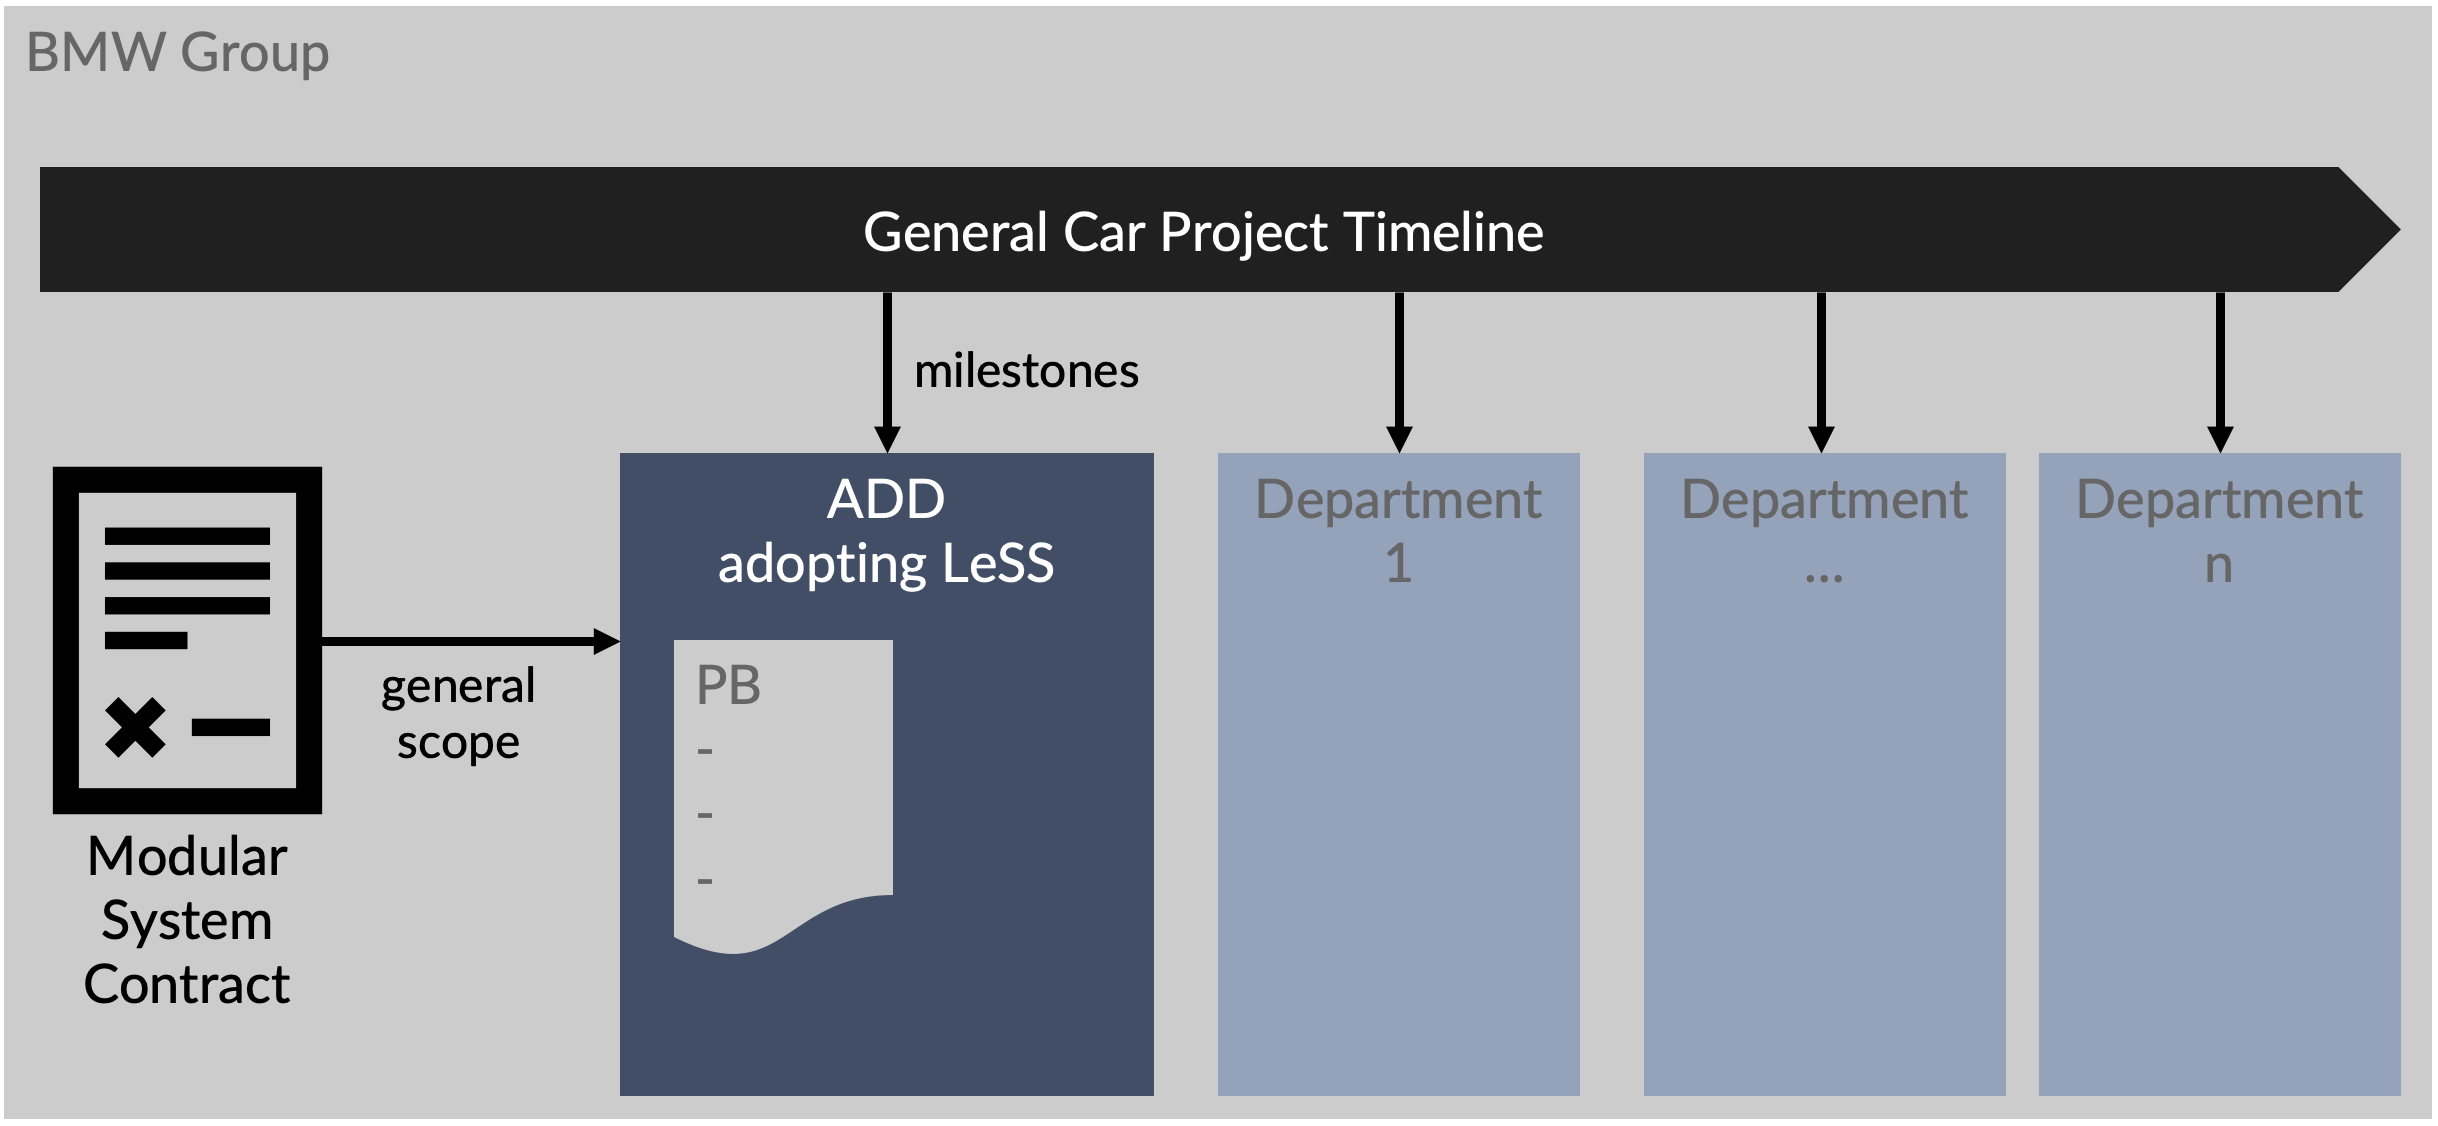 BMW Group
General Car Project Timeline
milestones
ADD
adopting LeSS
Department
1
Department
...
Department
n
PB
-
-
-
general
scope
Modular
System
Contract